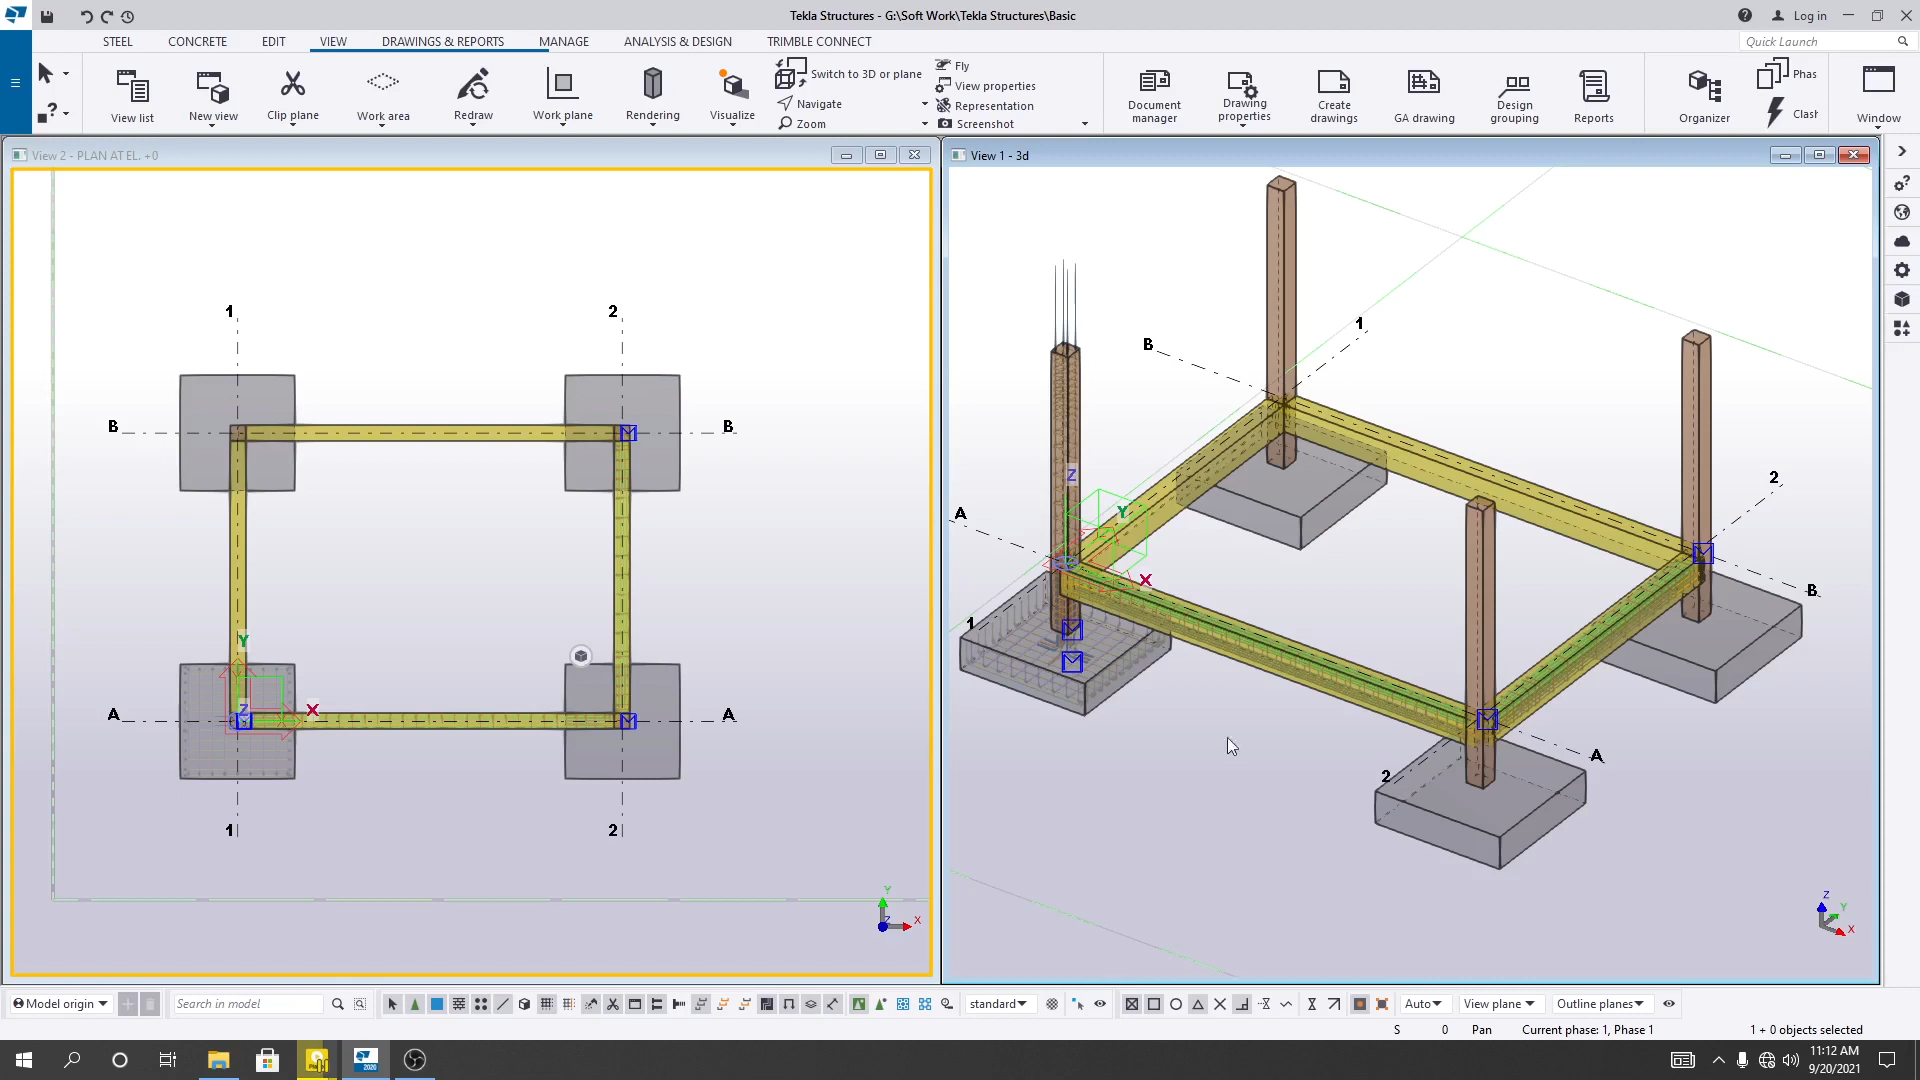 Tekla Structures - G:\Soft Work\Tekla Structures\Basic
Log in
STEEL CONCRETE EDIT VIEW DRAWINGS & REPORTS MANAGE ANALYSIS & DESIGN TRIMBLE CONNECT
Quick Launch
View list
New view
Clip plane
Work area
Redraw
Work plane
Rendering
Visualize
Switch to 3D or plane
Navigate
Zoom
Fly
View properties
Representation
Screenshot
Document manager
Drawing properties
Create drawings
GA drawing
Design grouping
Reports
Organizer
Phas
Clash
Window
View 2 - PLAN AT EL. +0
View 1 - 3d
1 2
B B
Y
A Z X A
1 2
Y
Z X
1
B
2
Z
A Y
X
B
1
A
2
Z
Y
X
Model origin
Search in model
standard
Auto
View plane
Outline planes
S 0 Pan Current phase: 1, Phase 1 1 + 0 objects selected
2020
11:12 AM
9/20/2021